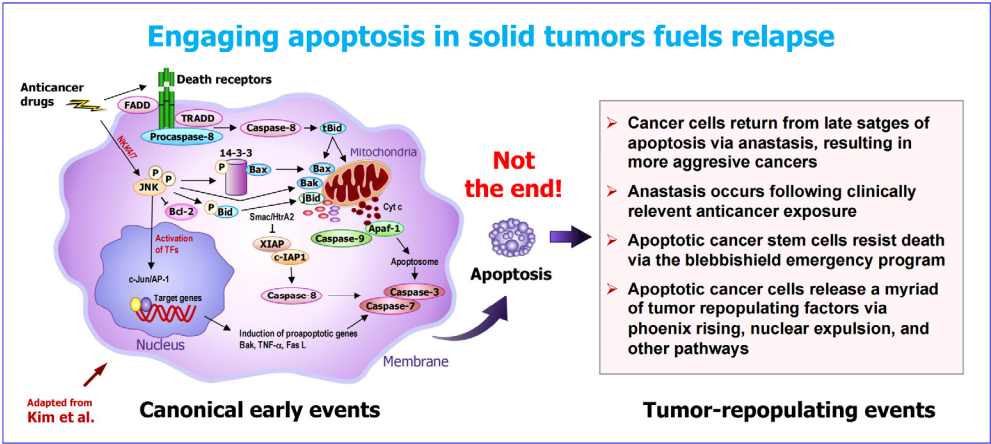 Engaging apoptosis in solid tumors fuels relapse
Anticancer
drugs
Death receptors
FADD
TRADD
Procaspase-8
Caspase-8
tBid
MKK4/7
14-3-3
P
Bax
Bax
Mitochondria
P
P
JNK
Bak
jBid
Bcl-2
P
Bid
Smac/HtrA2
Cyt c
Apaf-1
Caspase-9
XIAP
c-IAP1
Activation
of TFs
Apoptosome
c-Jun/AP-1
Caspase-8
Caspase-3
Caspase-7
Target genes
Induction of proapoptotic genes
Bak, TNF-α, Fas L
Nucleus
Membrane
Not
the end!
Apoptosis
➢ Cancer cells return from late satges of
apoptosis via anastasis, resulting in
more aggresive cancers
➢ Anastasis occurs following clinically
relevent anticancer exposure
➢ Apoptotic cancer stem cells resist death
via the blebbishield emergency program
➢ Apoptotic cancer cells release a myriad
of tumor repopulating factors via
phoenix rising, nuclear expulsion, and
other pathways
Adapted from
Kim et al.
Canonical early events
Tumor-repopulating events